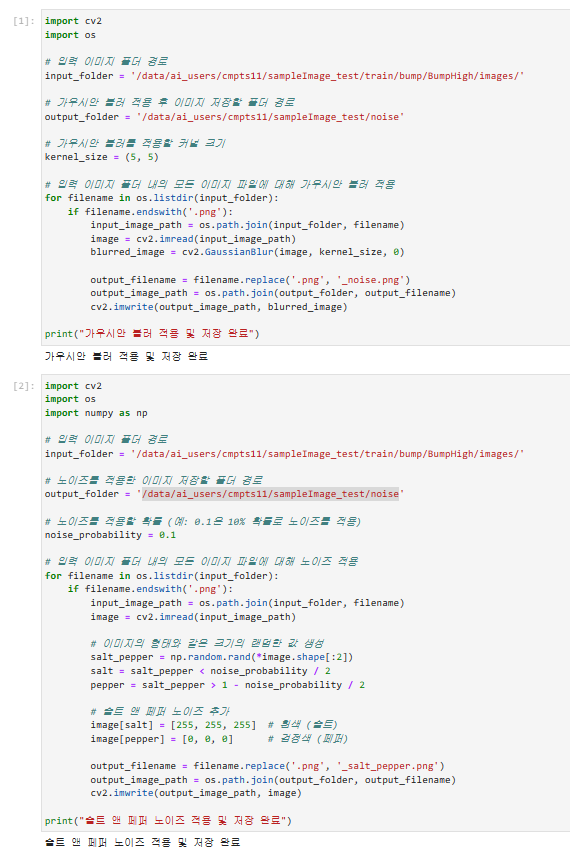 [1]: import cv2
import os
# 입력 이미지 폴더 경로
input_folder = '/data/ai_users/cmpts11/sampleImage_test/train/bump/BumpHigh/images/'
# 가우시안 블러 적용 후 이미지 저장할 폴더 경로
output_folder = '/data/ai_users/cmpts11/sampleImage_test/noise'
# 가우시안 블러를 적용할 커널 크기
kernel_size = (5, 5)
# 입력 이미지 폴더 내의 모든 이미지 파일에 대해 가우시안 블러 적용
for filename in os.listdir(input_folder):
    if filename.endswith('.png'):
        input_image_path = os.path.join(input_folder, filename)
        image = cv2.imread(input_image_path)
        blurred_image = cv2.GaussianBlur(image, kernel_size, 0)
        output_filename = filename.replace('.png', '_noise.png')
        output_image_path = os.path.join(output_folder, output_filename)
        cv2.imwrite(output_image_path, blurred_image)
print("가우시안 블러 적용 및 저장 완료")
가우시안 블러 적용 및 저장 완료
[2]: import cv2
import os
import numpy as np
# 입력 이미지 폴더 경로
input_folder = '/data/ai_users/cmpts11/sampleImage_test/train/bump/BumpHigh/images/'
# 노이즈를 적용한 이미지 저장할 폴더 경로
output_folder = '/data/ai_users/cmpts11/sampleImage_test/noise'
# 노이즈를 적용할 확률 (예: 0.1은 10% 확률로 노이즈를 적용)
noise_probability = 0.1
# 입력 이미지 폴더 내의 모든 이미지 파일에 대해 노이즈 적용
for filename in os.listdir(input_folder):
    if filename.endswith('.png'):
        input_image_path = os.path.join(input_folder, filename)
        image = cv2.imread(input_image_path)
        # 이미지의 형태와 같은 크기의 랜덤한 값 생성
        salt_pepper = np.random.rand(*image.shape[:2])
        salt = salt_pepper < noise_probability / 2
        pepper = salt_pepper > 1 - noise_probability / 2
        # 솔트 앤 페퍼 노이즈 추가
        image[salt] = [255, 255, 255]  # 흰색 (솔트)
        image[pepper] = [0, 0, 0]      # 검정색 (페퍼)
        output_filename = filename.replace('.png', '_salt_pepper.png')
        output_image_path = os.path.join(output_folder, output_filename)
        cv2.imwrite(output_image_path, image)
print("솔트 앤 페퍼 노이즈 적용 및 저장 완료")
솔트 앤 페퍼 노이즈 적용 및 저장 완료